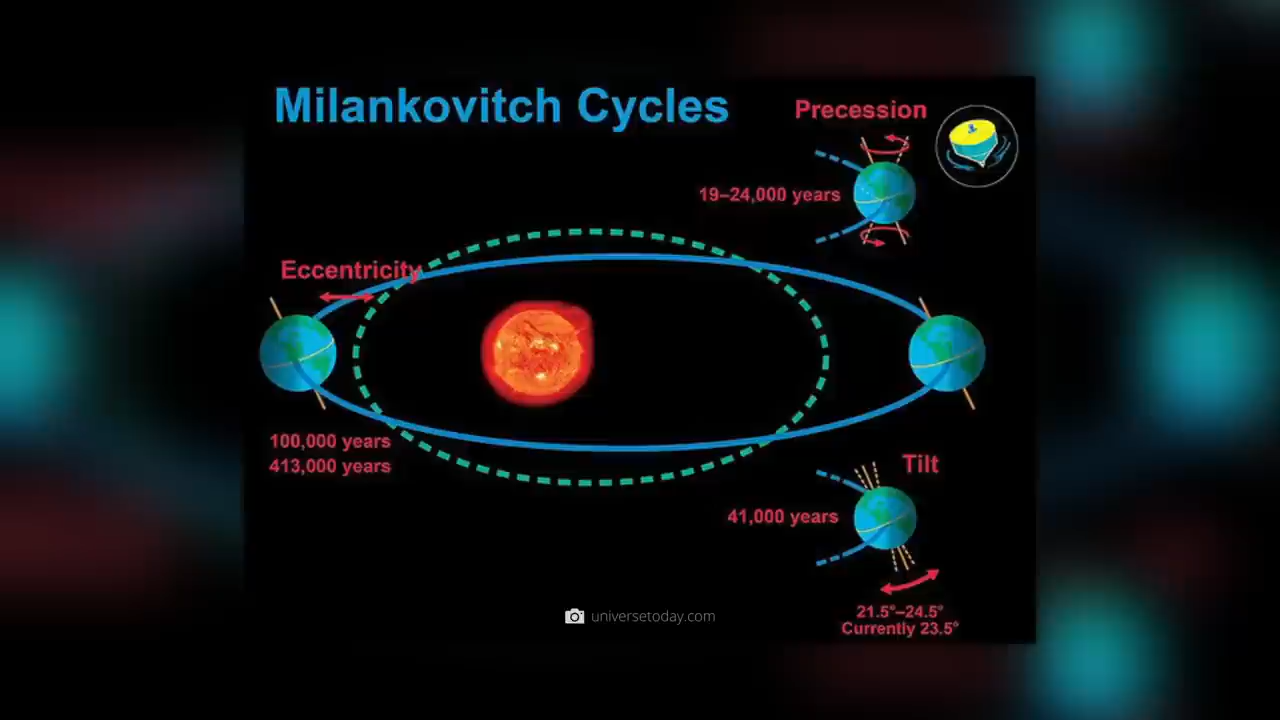 Milankovitch Cycles
Precession
19–24,000 years
Eccentricity
100,000 years
413,000 years
Tilt
41,000 years
21.5°–24.5°
Currently 23.5°
universetoday.com